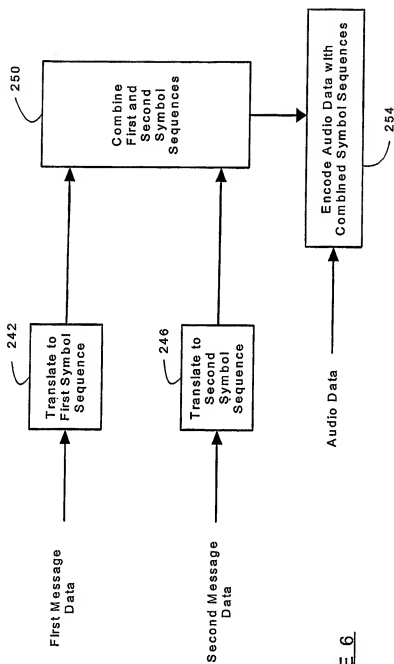 First Message
Data
242
Translate to
First Symbol
Sequence
Second Message
Data
246
Translate to
Second
Symbol
Sequence
250
Combine
First and
Second
Symbol
Sequences
Audio Data
Encode Audio Data with
Combined Symbol Sequences
254
E 6